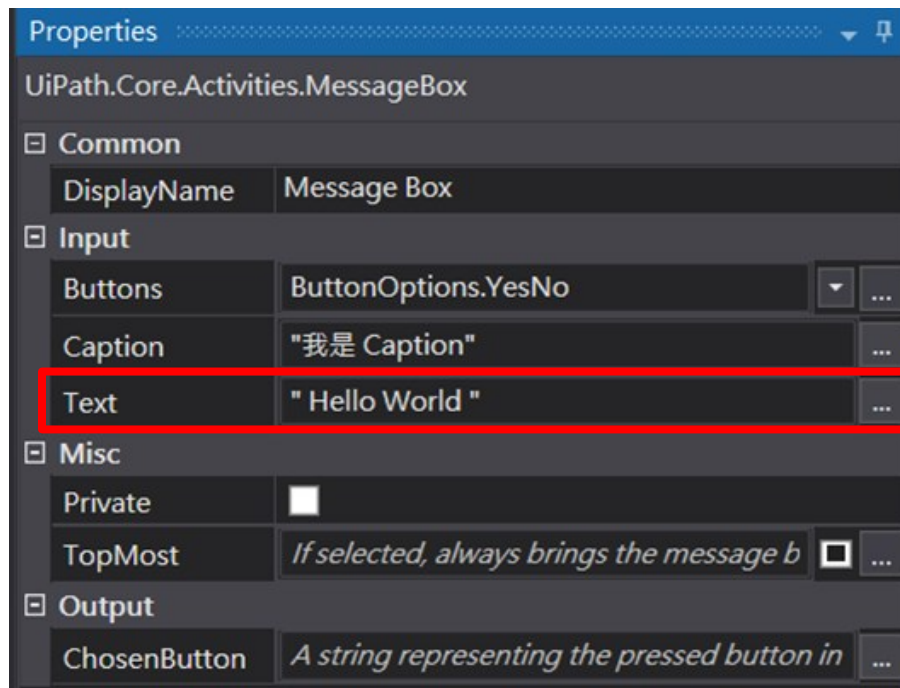 Properties
UiPath.Core.Activities.MessageBox
Common
DisplayName Message Box
Input
Buttons ButtonOptions.YesNo ...
Caption "我是 Caption" ...
Text " Hello World " ...
Misc
Private
TopMost If selected, always brings the message b ...
Output
ChosenButton A string representing the pressed button in ...